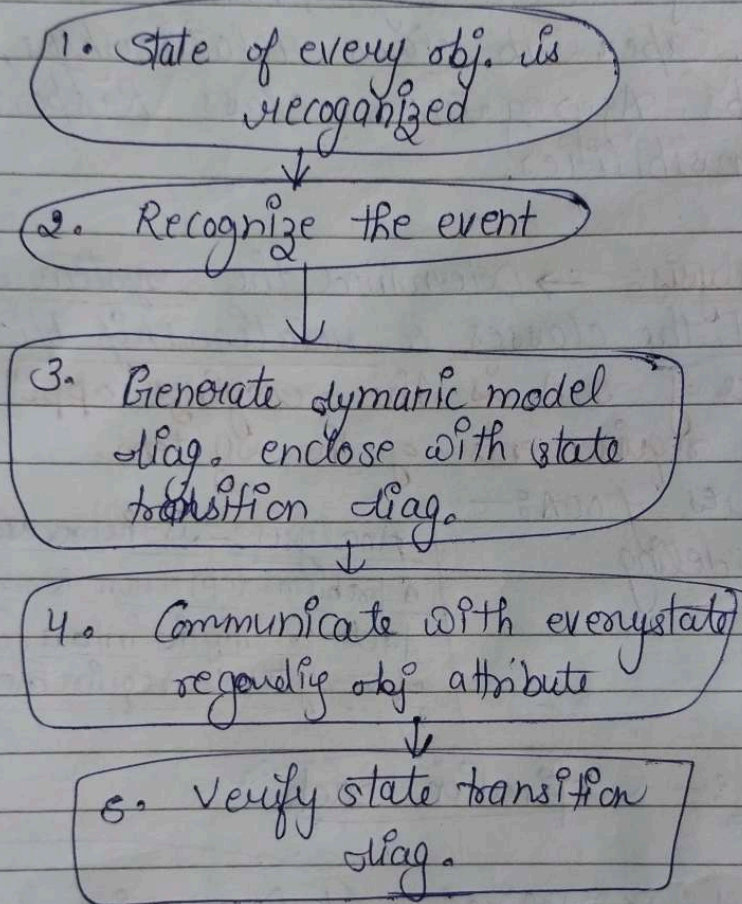 1. State of every obj. is
recoganized
2. Recognize the event
3. Generate dymanic model
diag. enclose with state
transition diag.
4. Communicate with everystate
regardig obj attribute
5. Verify state transition
diag.